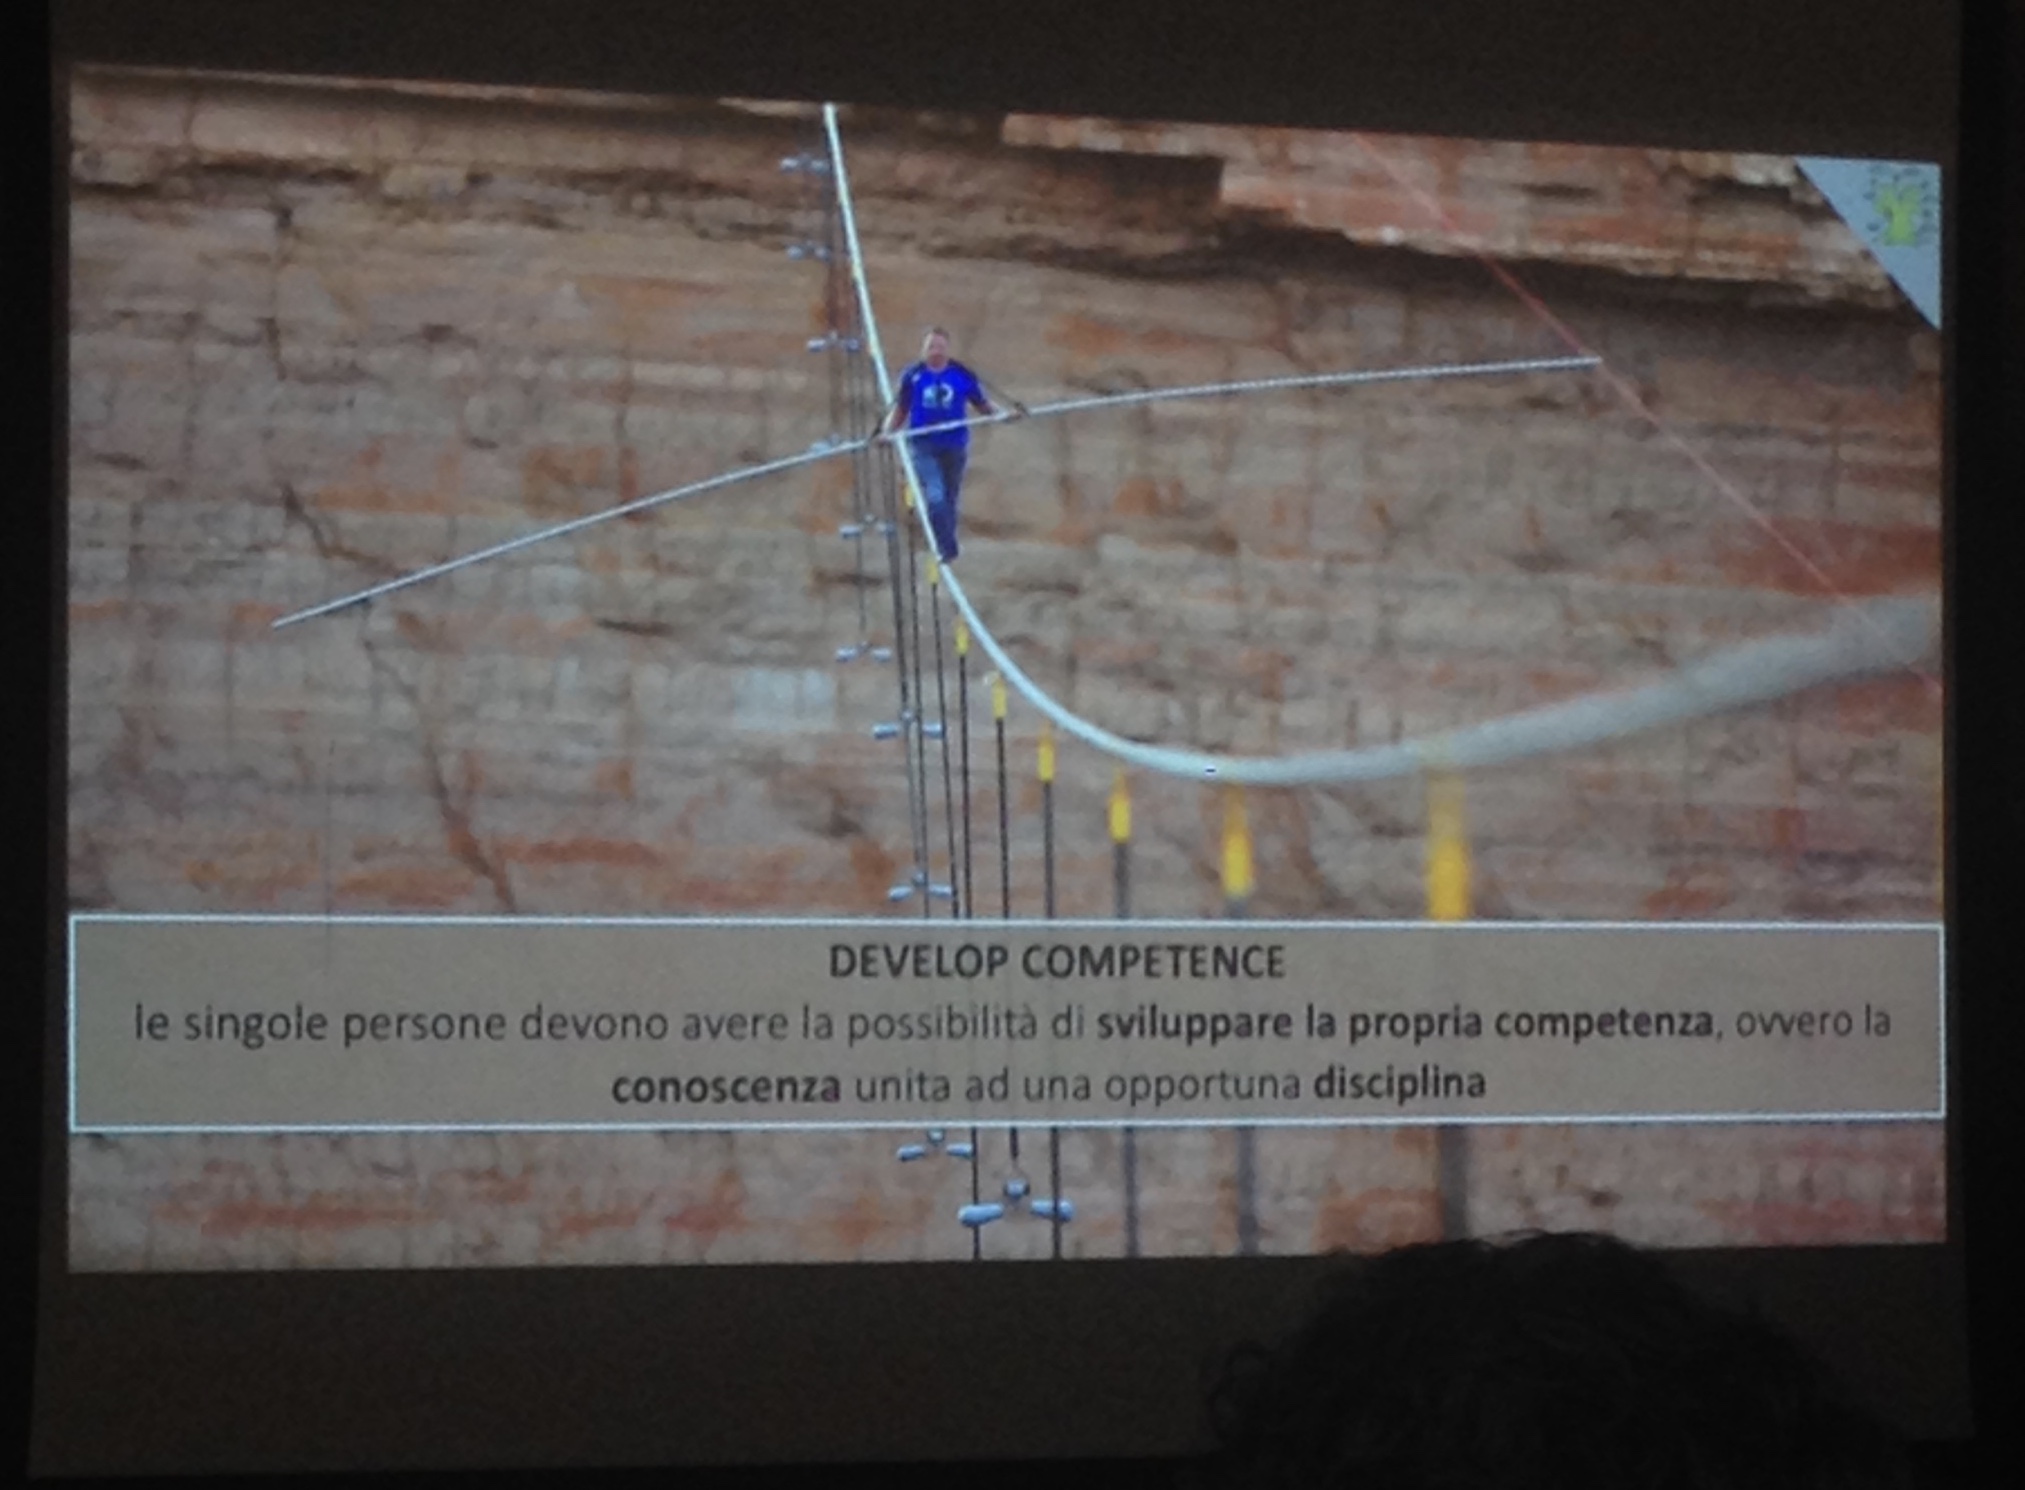 DEVELOP COMPETENCE
le singole persone devono avere la possibilità di sviluppare la propria competenza, ovvero la
conoscenza unita ad una opportuna disciplina